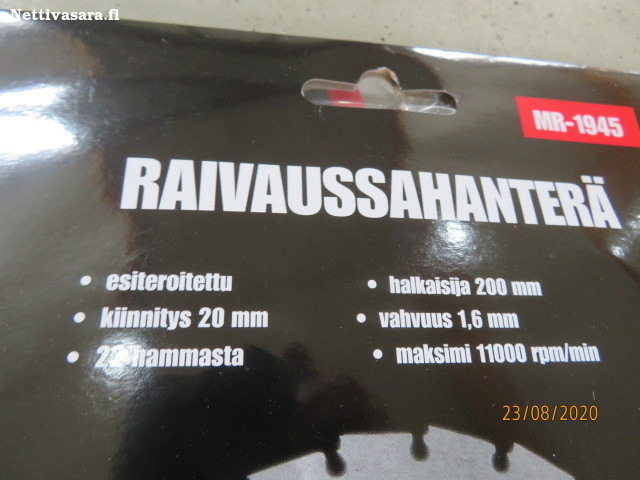 Nettivasara.fi
MR-1945
RAIVAUSSAHANTERÄ
• esiteroitettu
• kiinnitys 20 mm
• hammasta
• halkaisija 200 mm
• vahvuus 1,6 mm
• maksimi 11000 rpm/min
23/08/2020